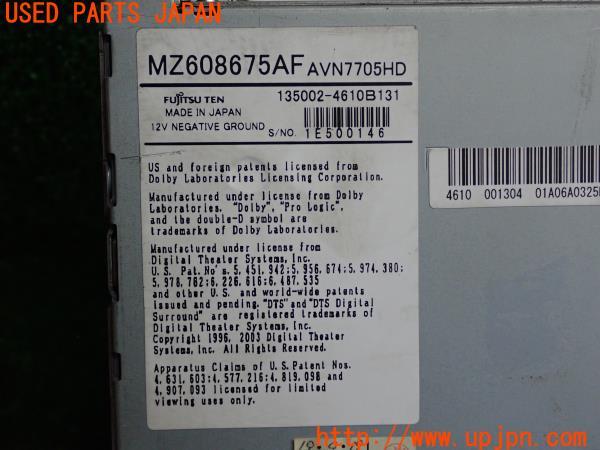 USED PARTS JAPAN
MZ608675AF AVN7705HD
FUJITSU TEN
MADE IN JAPAN
12V NEGATIVE GROUND
135002-4610B131
S/NO. 1E500146
US and foreign patents licensed from
Dolby Laboratories Licensing Corporation.
Manufactured under license from Dolby
Laboratories. "Dolby", "Pro Logic",
and the double-D symbol are
trademarks of Dolby Laboratories.
Manufactured under license from
Digital Theater Systems, Inc.
U.S. Pat.No's.5,451,942;5,956,674;5,974,380;
5,978,762;6,226,616;6,487,535
and other U.S. and world-wide patents
issued and pending. "DTS" and "DTS Digital
Surround" are registered trademarks of
Digital Theater Systems, Inc.
Copyright 1996, 2003 Digital Theater
Systems, Inc. All Rights Reserved.
Apparatus Claims of U.S.Patent Nos.
4,631,603;4,577,216;4,819,098 and
4,907,093 licensed for limited
viewing uses only.
4610 001304 01A06A0325
http://www.upjpn.com/